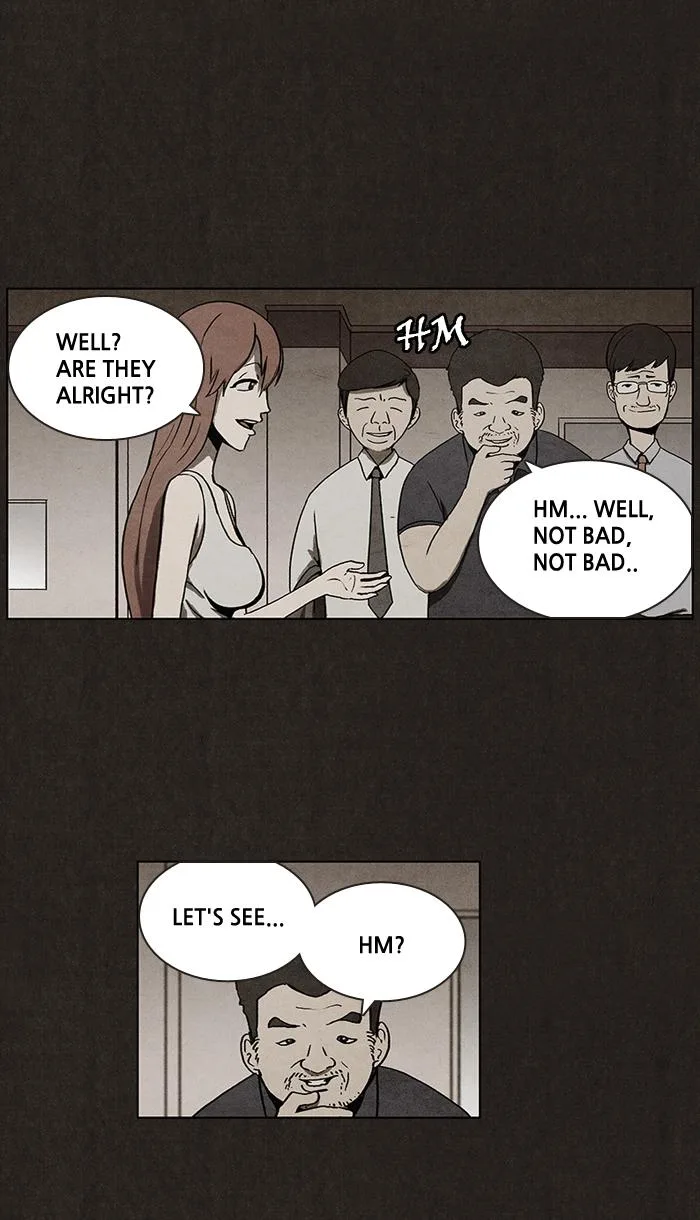 WELL?
ARE THEY
ALRIGHT?
HM
HM... WELL,
NOT BAD,
NOT BAD..
LET'S SEE...
HM?